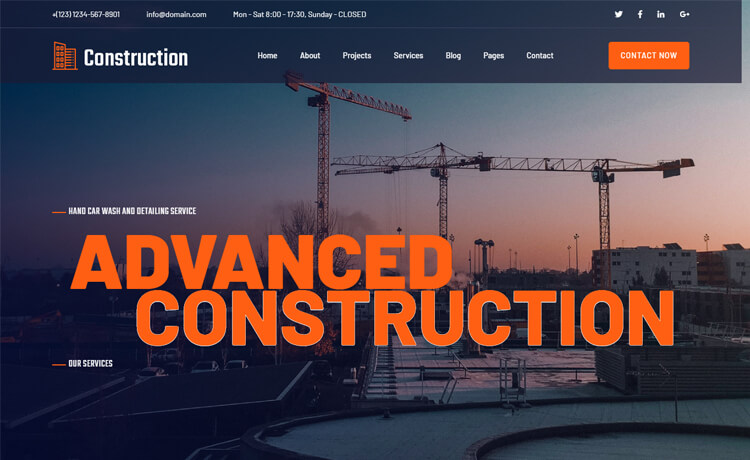 +(123) 1234-567-8901 info@domain.com Mon - Sat 8:00 - 17:30, Sunday - CLOSED
Construction Home About Projects Services Blog Pages Contact CONTACT NOW
HAND CAR WASH AND DETAILING SERVICE
ADVANCED
CONSTRUCTION
OUR SERVICES